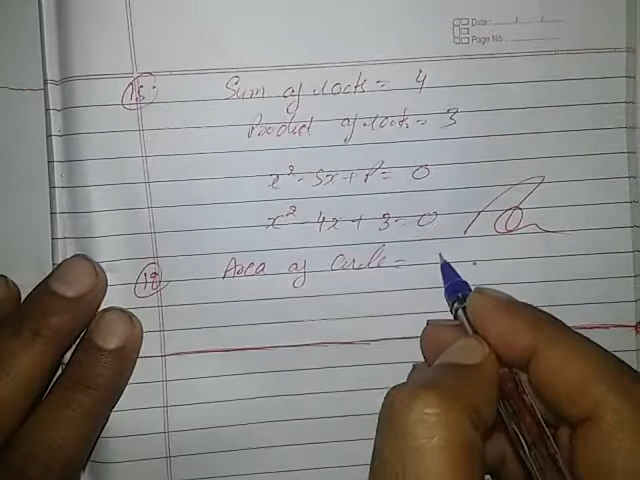 Date: / /
Page No.
15. Sum of roots = 4
Product of roots = 3
x² - Sx + P = 0
x² - 4x + 3 = 0
18 Area of Circle =